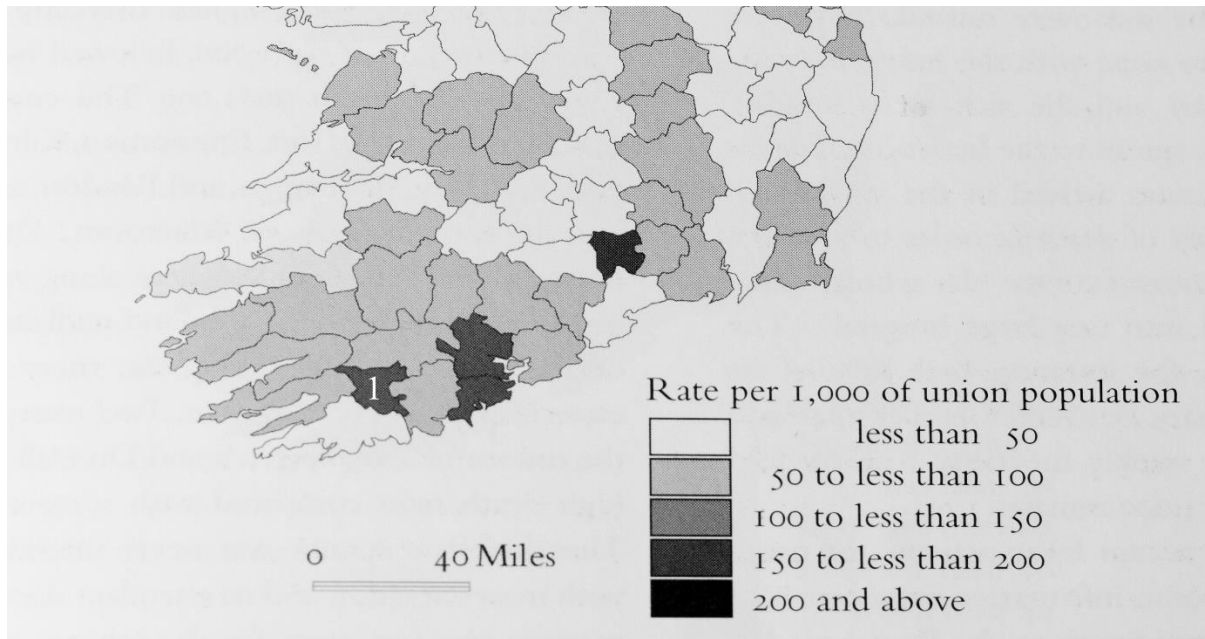 1
Rate per 1,000 of union population
less than 50
50 to less than 100
100 to less than 150
150 to less than 200
200 and above
0 40 Miles